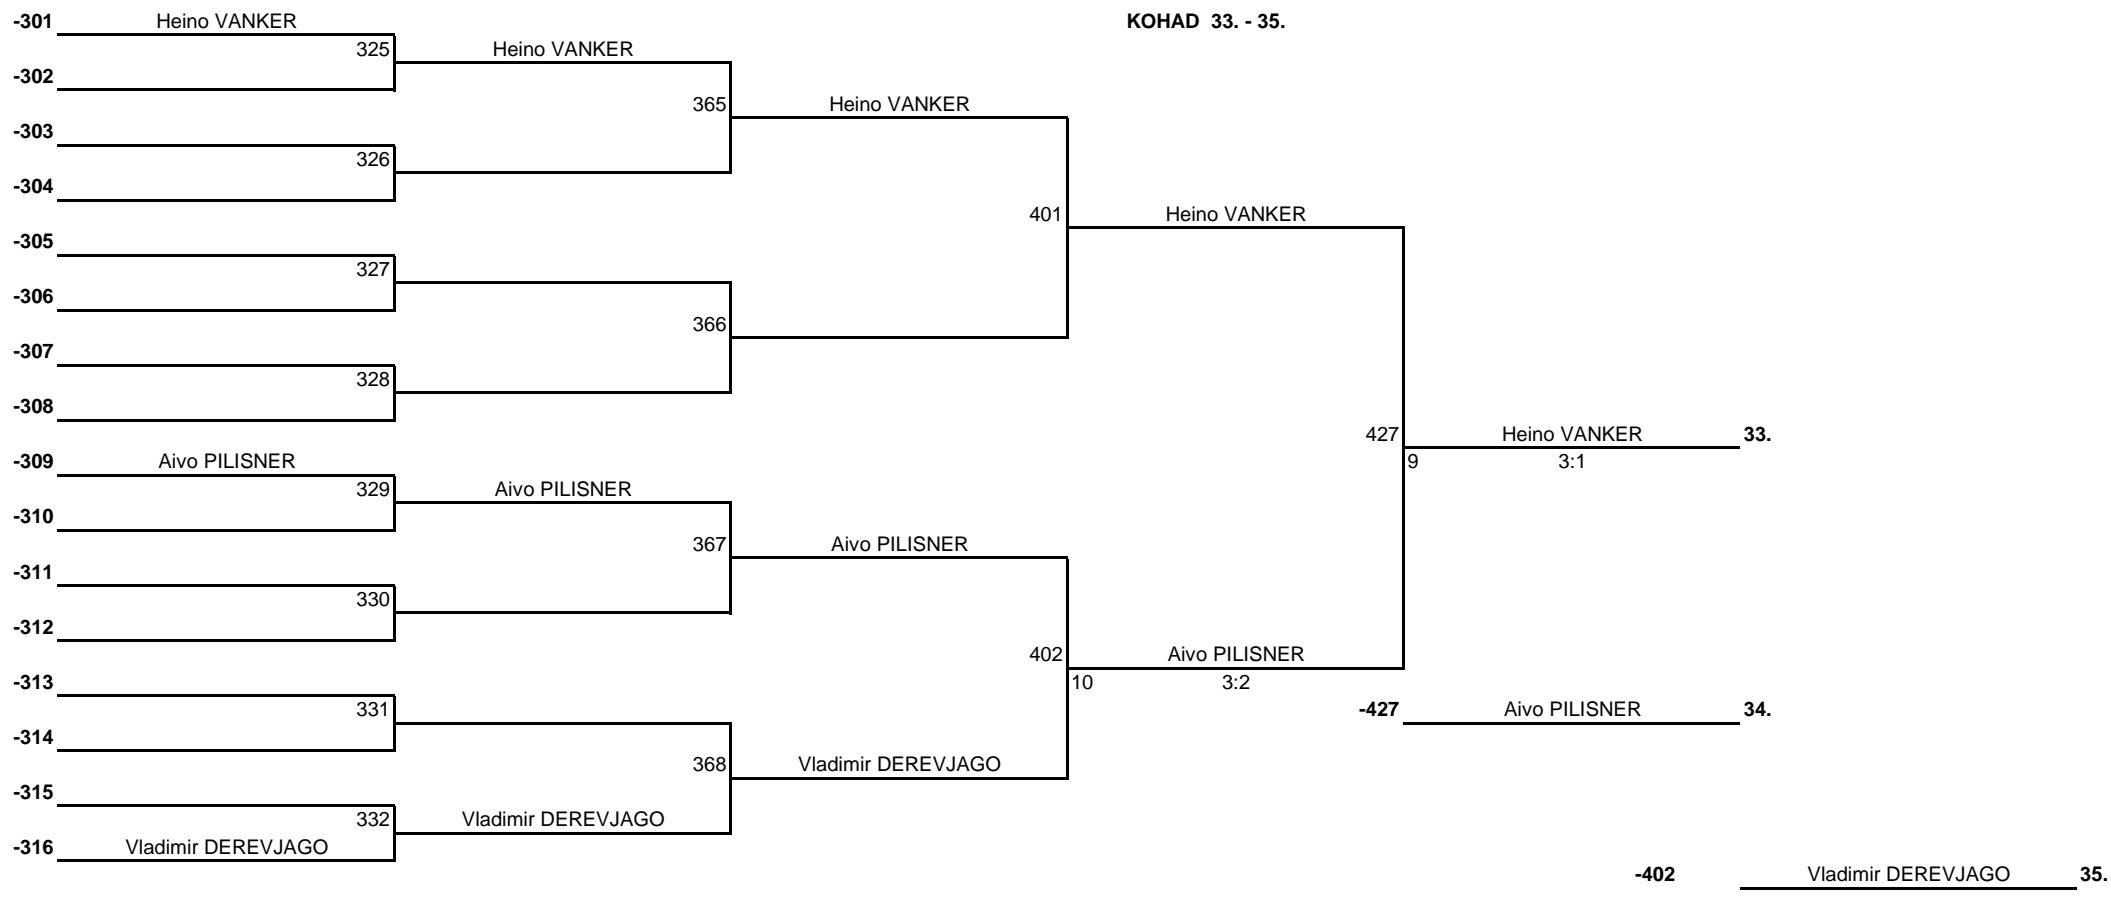 -301 Heino VANKER KOHAD 33. - 35.
325 Heino VANKER
-302
365 Heino VANKER
-303
326
-304
401 Heino VANKER
-305
327
-306
366
-307
328
-308
427 Heino VANKER 33.
-309 Aivo PILISNER 9 3:1
329 Aivo PILISNER
-310
367 Aivo PILISNER
-311
330
-312
402 Aivo PILISNER
-313 10 3:2
331 -427 Aivo PILISNER 34.
-314
368 Vladimir DEREVJAGO
-315
332 Vladimir DEREVJAGO
-316 Vladimir DEREVJAGO
-402 Vladimir DEREVJAGO 35.